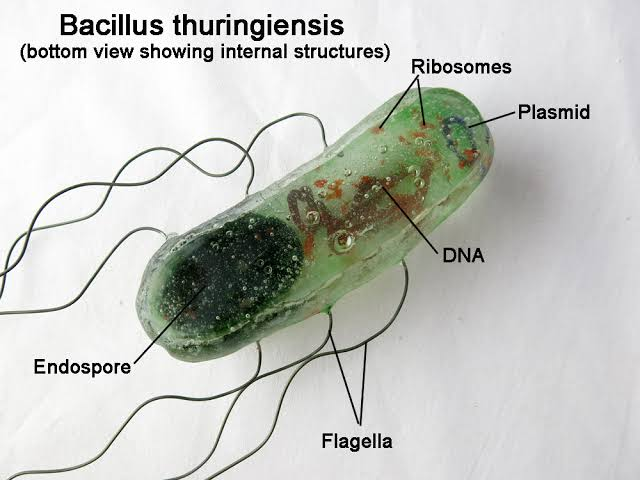 Bacillus thuringiensis
(bottom view showing internal structures)
Ribosomes
Plasmid
DNA
Endospore
Flagella